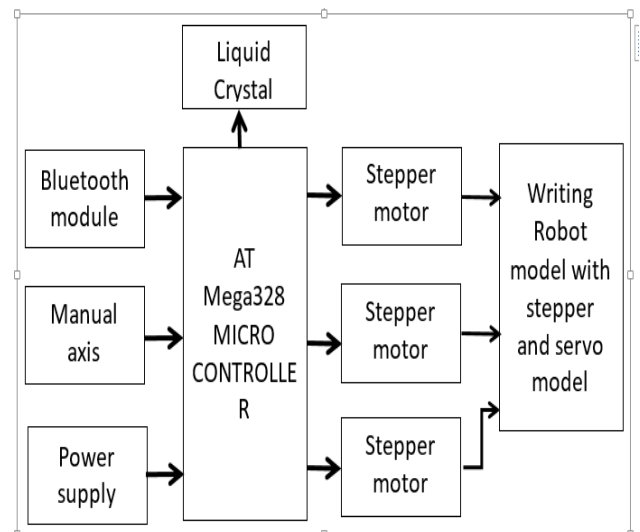 Liquid
Crystal
Bluetooth
module
Manual
axis
Power
supply
AT
Mega328
MICRO
CONTROLLE
R
Stepper
motor
Stepper
motor
Stepper
motor
Writing
Robot
model with
stepper
and servo
model